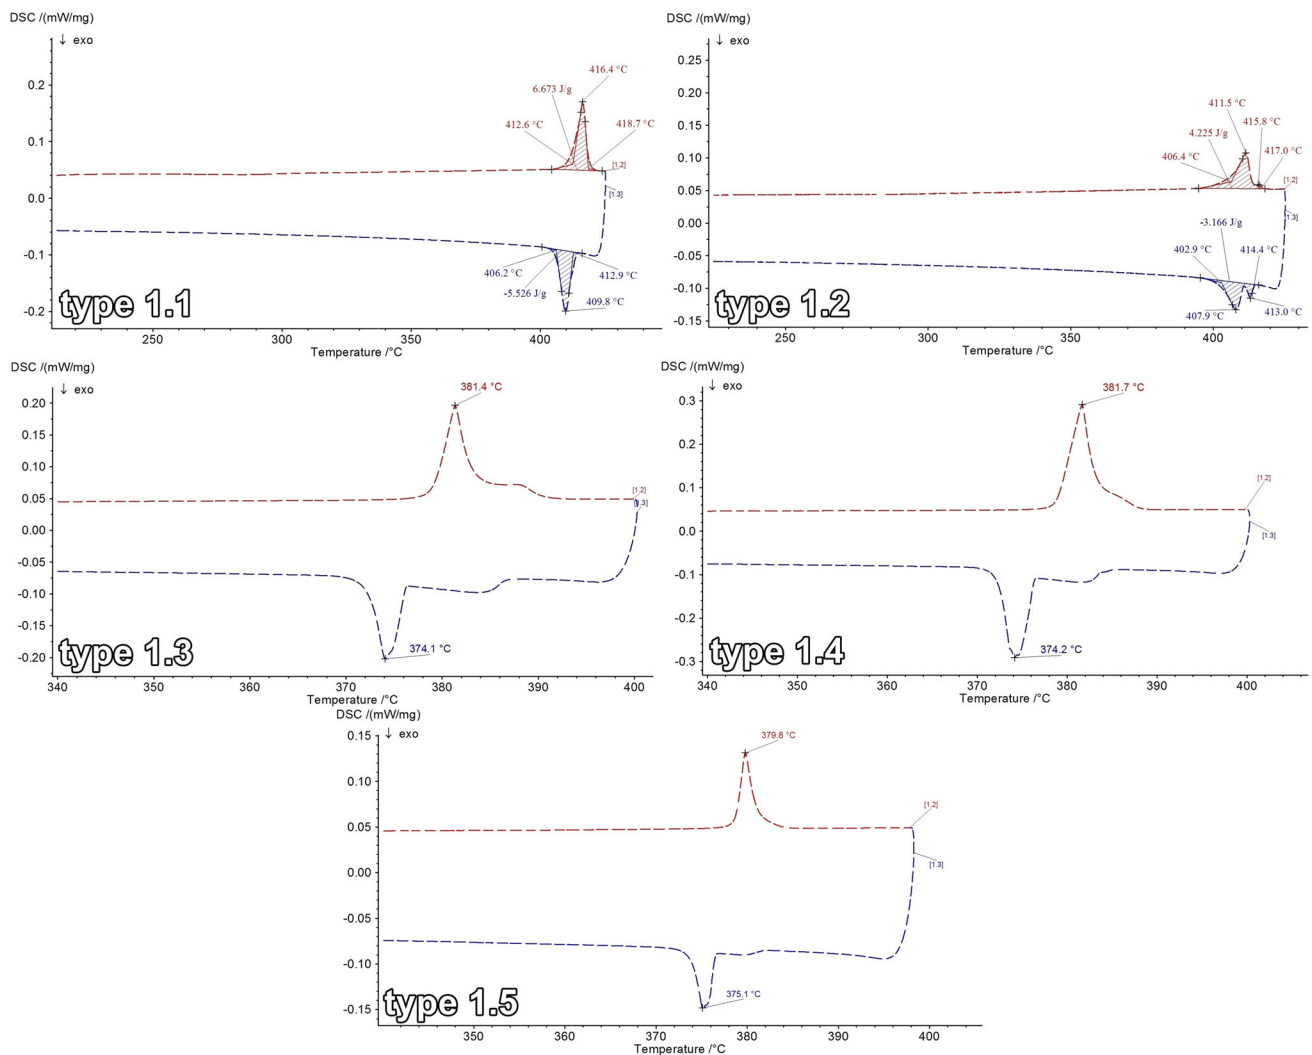 DSC /(mW/mg)
↓ exo
0.2
0.1
0.0
-0.1
-0.2
416.4 °C
6.673 J/g
412.6 °C
418.7 °C
[1.2]
[1.3]
406.2 °C
412.9 °C
-5.526 J/g
409.8 °C
type 1.1
250
300
350
400
Temperature /°C
DSC /(mW/mg)
↓ exo
0.25
0.20
0.15
0.10
0.05
0.00
-0.05
-0.10
-0.15
411.5 °C
415.8 °C
4.225 J/g
406.4 °C
417.0 °C
[1.2]
[1.3]
-3.166 J/g
402.9 °C
414.4 °C
407.9 °C
413.0 °C
type 1.2
250
300
350
400
Temperature /°C
DSC /(mW/mg)
↓ exo
0.20
0.15
0.10
0.05
0.00
-0.05
-0.10
-0.15
-0.20
381.4 °C
[1.2]
[1.3]
374.1 °C
type 1.3
340
350
360
370
380
390
400
Temperature /°C
DSC /(mW/mg)
↓ exo
0.3
0.2
0.1
0.0
-0.1
-0.2
-0.3
381.7 °C
[1.2]
[1.3]
374.2 °C
type 1.4
340
350
360
370
380
390
400
Temperature /°C
DSC /(mW/mg)
↓ exo
0.15
0.10
0.05
0.00
-0.05
-0.10
-0.15
379.8 °C
[1.2]
[1.3]
375.1 °C
type 1.5
350
360
370
380
390
400
Temperature /°C